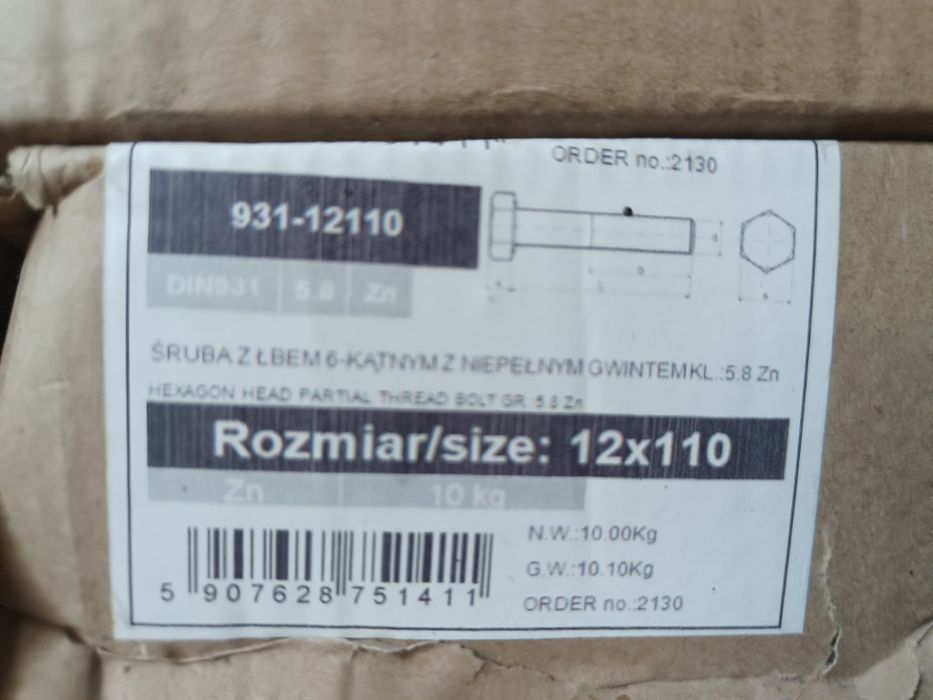 ORDER no.:2130
931-12110
DIN931 5.8 Zn
ŚRUBA Z ŁBEM 6-KĄTNYM Z NIEPEŁNYM GWINTEM KL.:5.8 Zn
HEXAGON HEAD PARTIAL THREAD BOLT GR.:5.8 Zn
Rozmiar/size: 12x110
Zn 10 kg
N.W.:10.00Kg
G.W.:10.10Kg
5 907628 751411
ORDER no.:2130